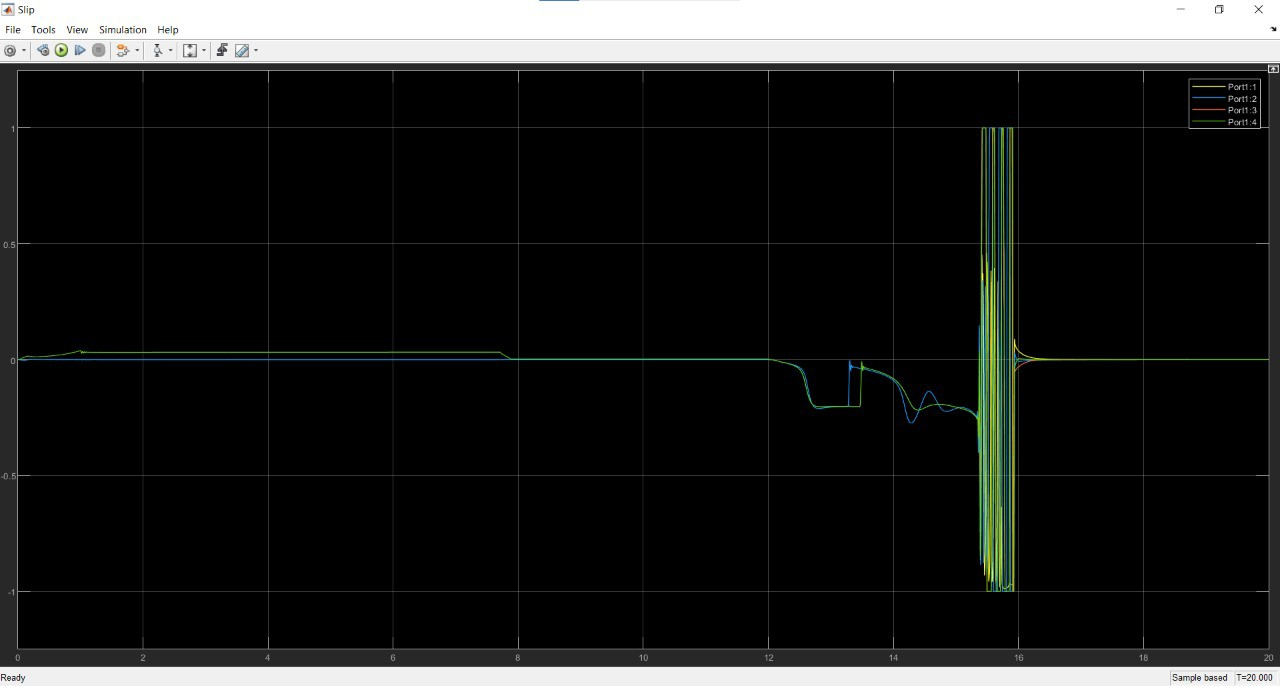 Slip
File Tools View Simulation Help
Port1:1
Port1:2
Port1:3
Port1:4
1
0.5
0
-0.5
-1
0 2 4 6 8 10 12 14 16 18 20
Ready Sample based T=20.000